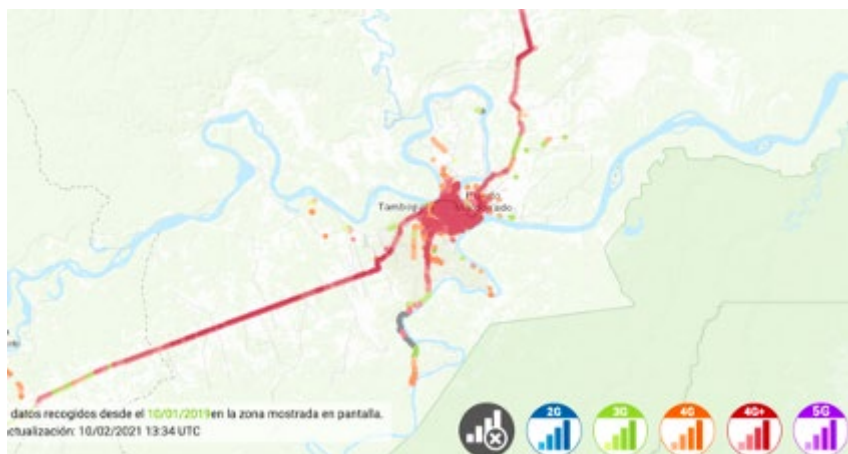 Tambop
datos recogidos desde el 10/01/2019en la zona mostrada en pantalla.
ctualización: 10/02/2021 13:34 UTC
2G
3G
4G
4G+
5G